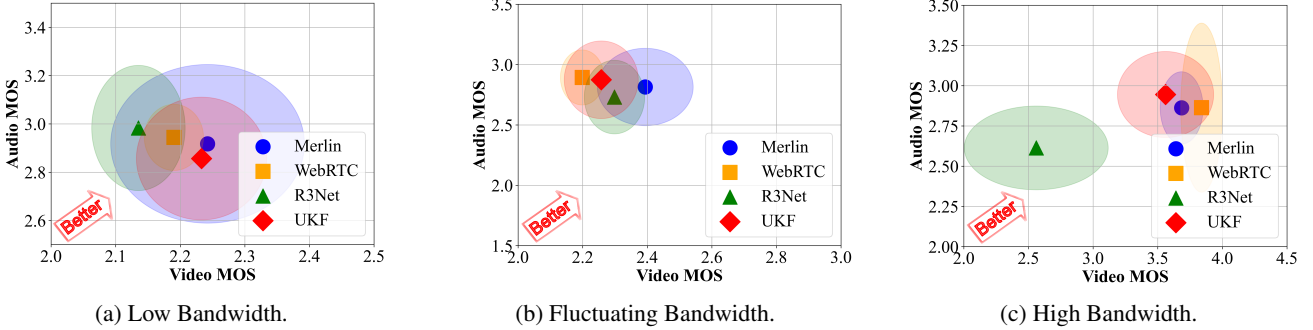 3.4
3.2
3.0
2.8
2.6
Audio MOS
2.0
2.1
2.2
2.3
2.4
2.5
Video MOS
Better
Merlin
WebRTC
R3Net
UKF
(a) Low Bandwidth.
3.5
3.0
2.5
2.0
1.5
Audio MOS
2.0
2.2
2.4
2.6
2.8
3.0
Video MOS
Better
Merlin
WebRTC
R3Net
UKF
(b) Fluctuating Bandwidth.
3.50
3.25
3.00
2.75
2.50
2.25
2.00
Audio MOS
2.0
2.5
3.0
3.5
4.0
4.5
Video MOS
Better
Merlin
WebRTC
R3Net
UKF
(c) High Bandwidth.